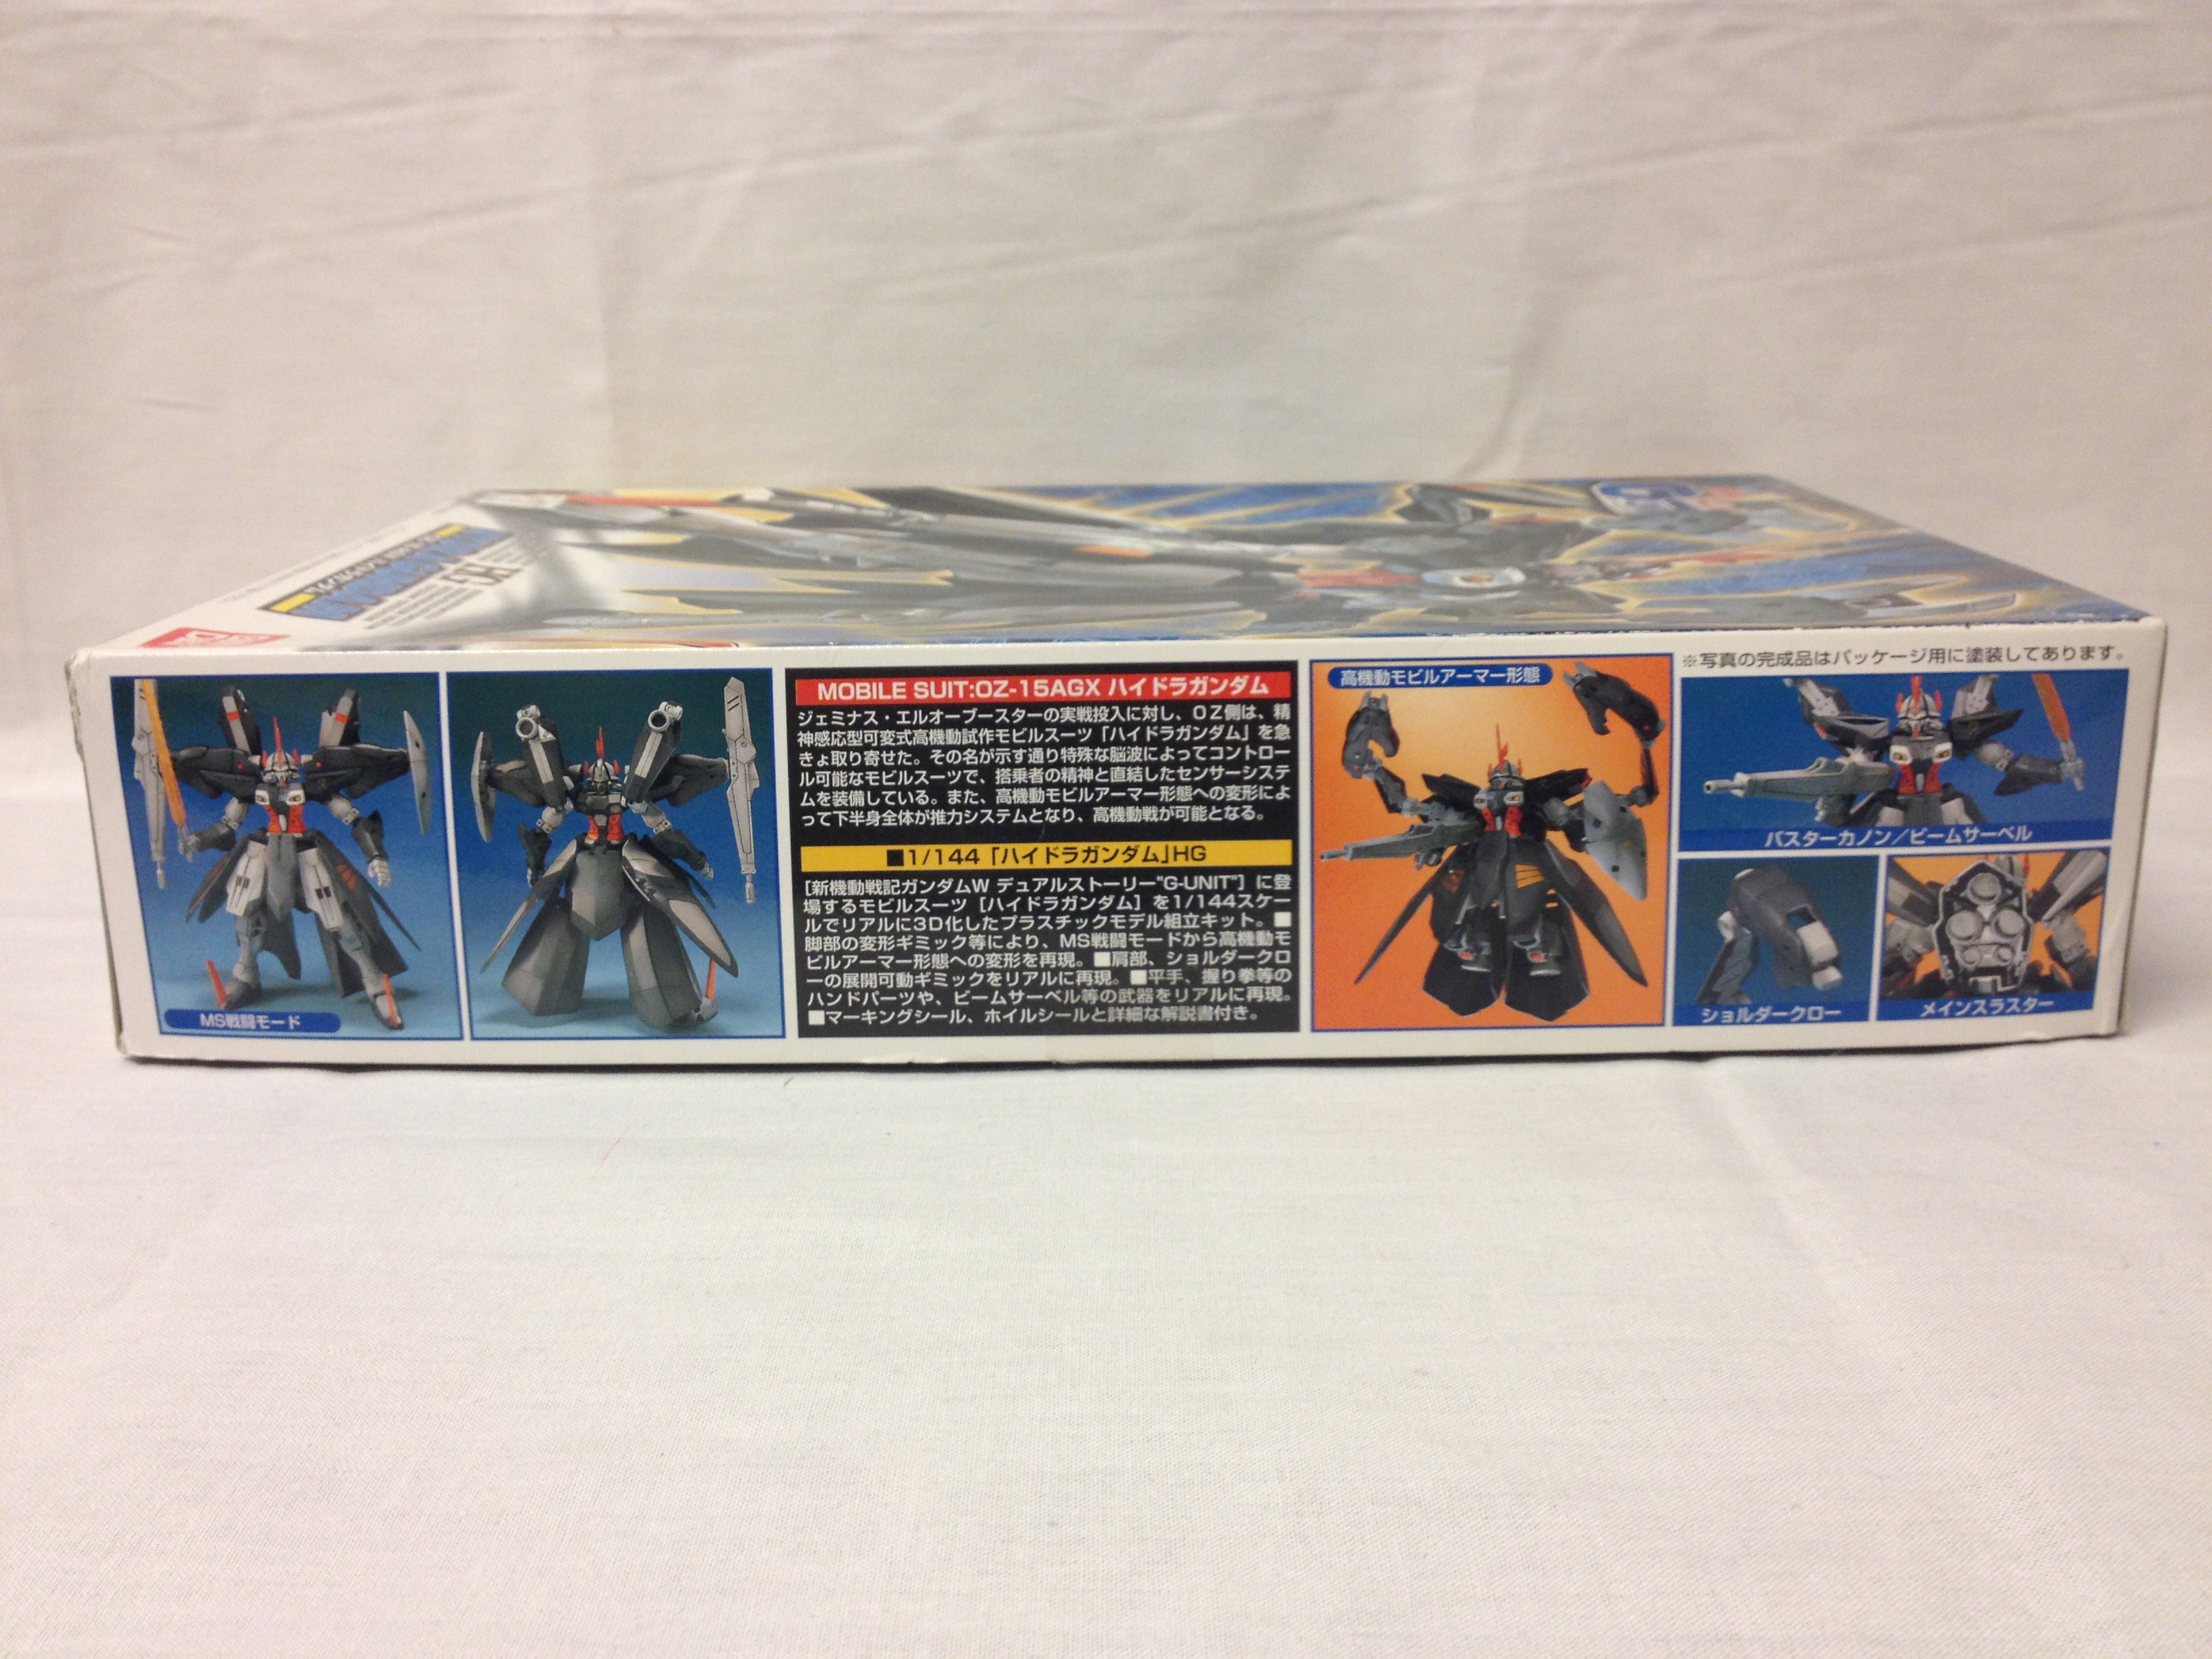 HG
MS戦闘モード
MOBILE SUIT:OZ-15AGX ハイドラガンダム
ジェミナス・エルオーブースターの実戦投入に対し、OZ側は、精
神感応型可変式高機動試作モビルスーツ「ハイドラガンダム」を急
きょ取り寄せた。その名が示す通り特殊な脳波によってコントロー
ル可能なモビルスーツで、搭乗者の精神と直結したセンサーシステ
ムを装備している。また、高機動モビルアーマー形態への変形によ
って下半身全体が推力システムとなり、高機動戦が可能となる。
■1/144「ハイドラガンダム」HG
[新機動戦記ガンダムW デュアルストーリー"G-UNIT"]に登
場するモビルスーツ[ハイドラガンダム]を1/144スケー
ルでリアルに3D化したプラスチックモデル組立キット。■
脚部の変形ギミック等により、MS戦闘モードから高機動モ
ビルアーマー形態への変形を再現。■肩部、ショルダークロ
ーの展開可動ギミックをリアルに再現。■平手、握り拳等の
ハンドパーツや、ビームサーベル等の武器をリアルに再現。
■マーキングシール、ホイルシールと詳細な解説書付き。
高機動モビルアーマー形態
※写真の完成品はパッケージ用に塗装してあります。
バスターカノン／ビームサーベル
ショルダークロー
メインスラスター